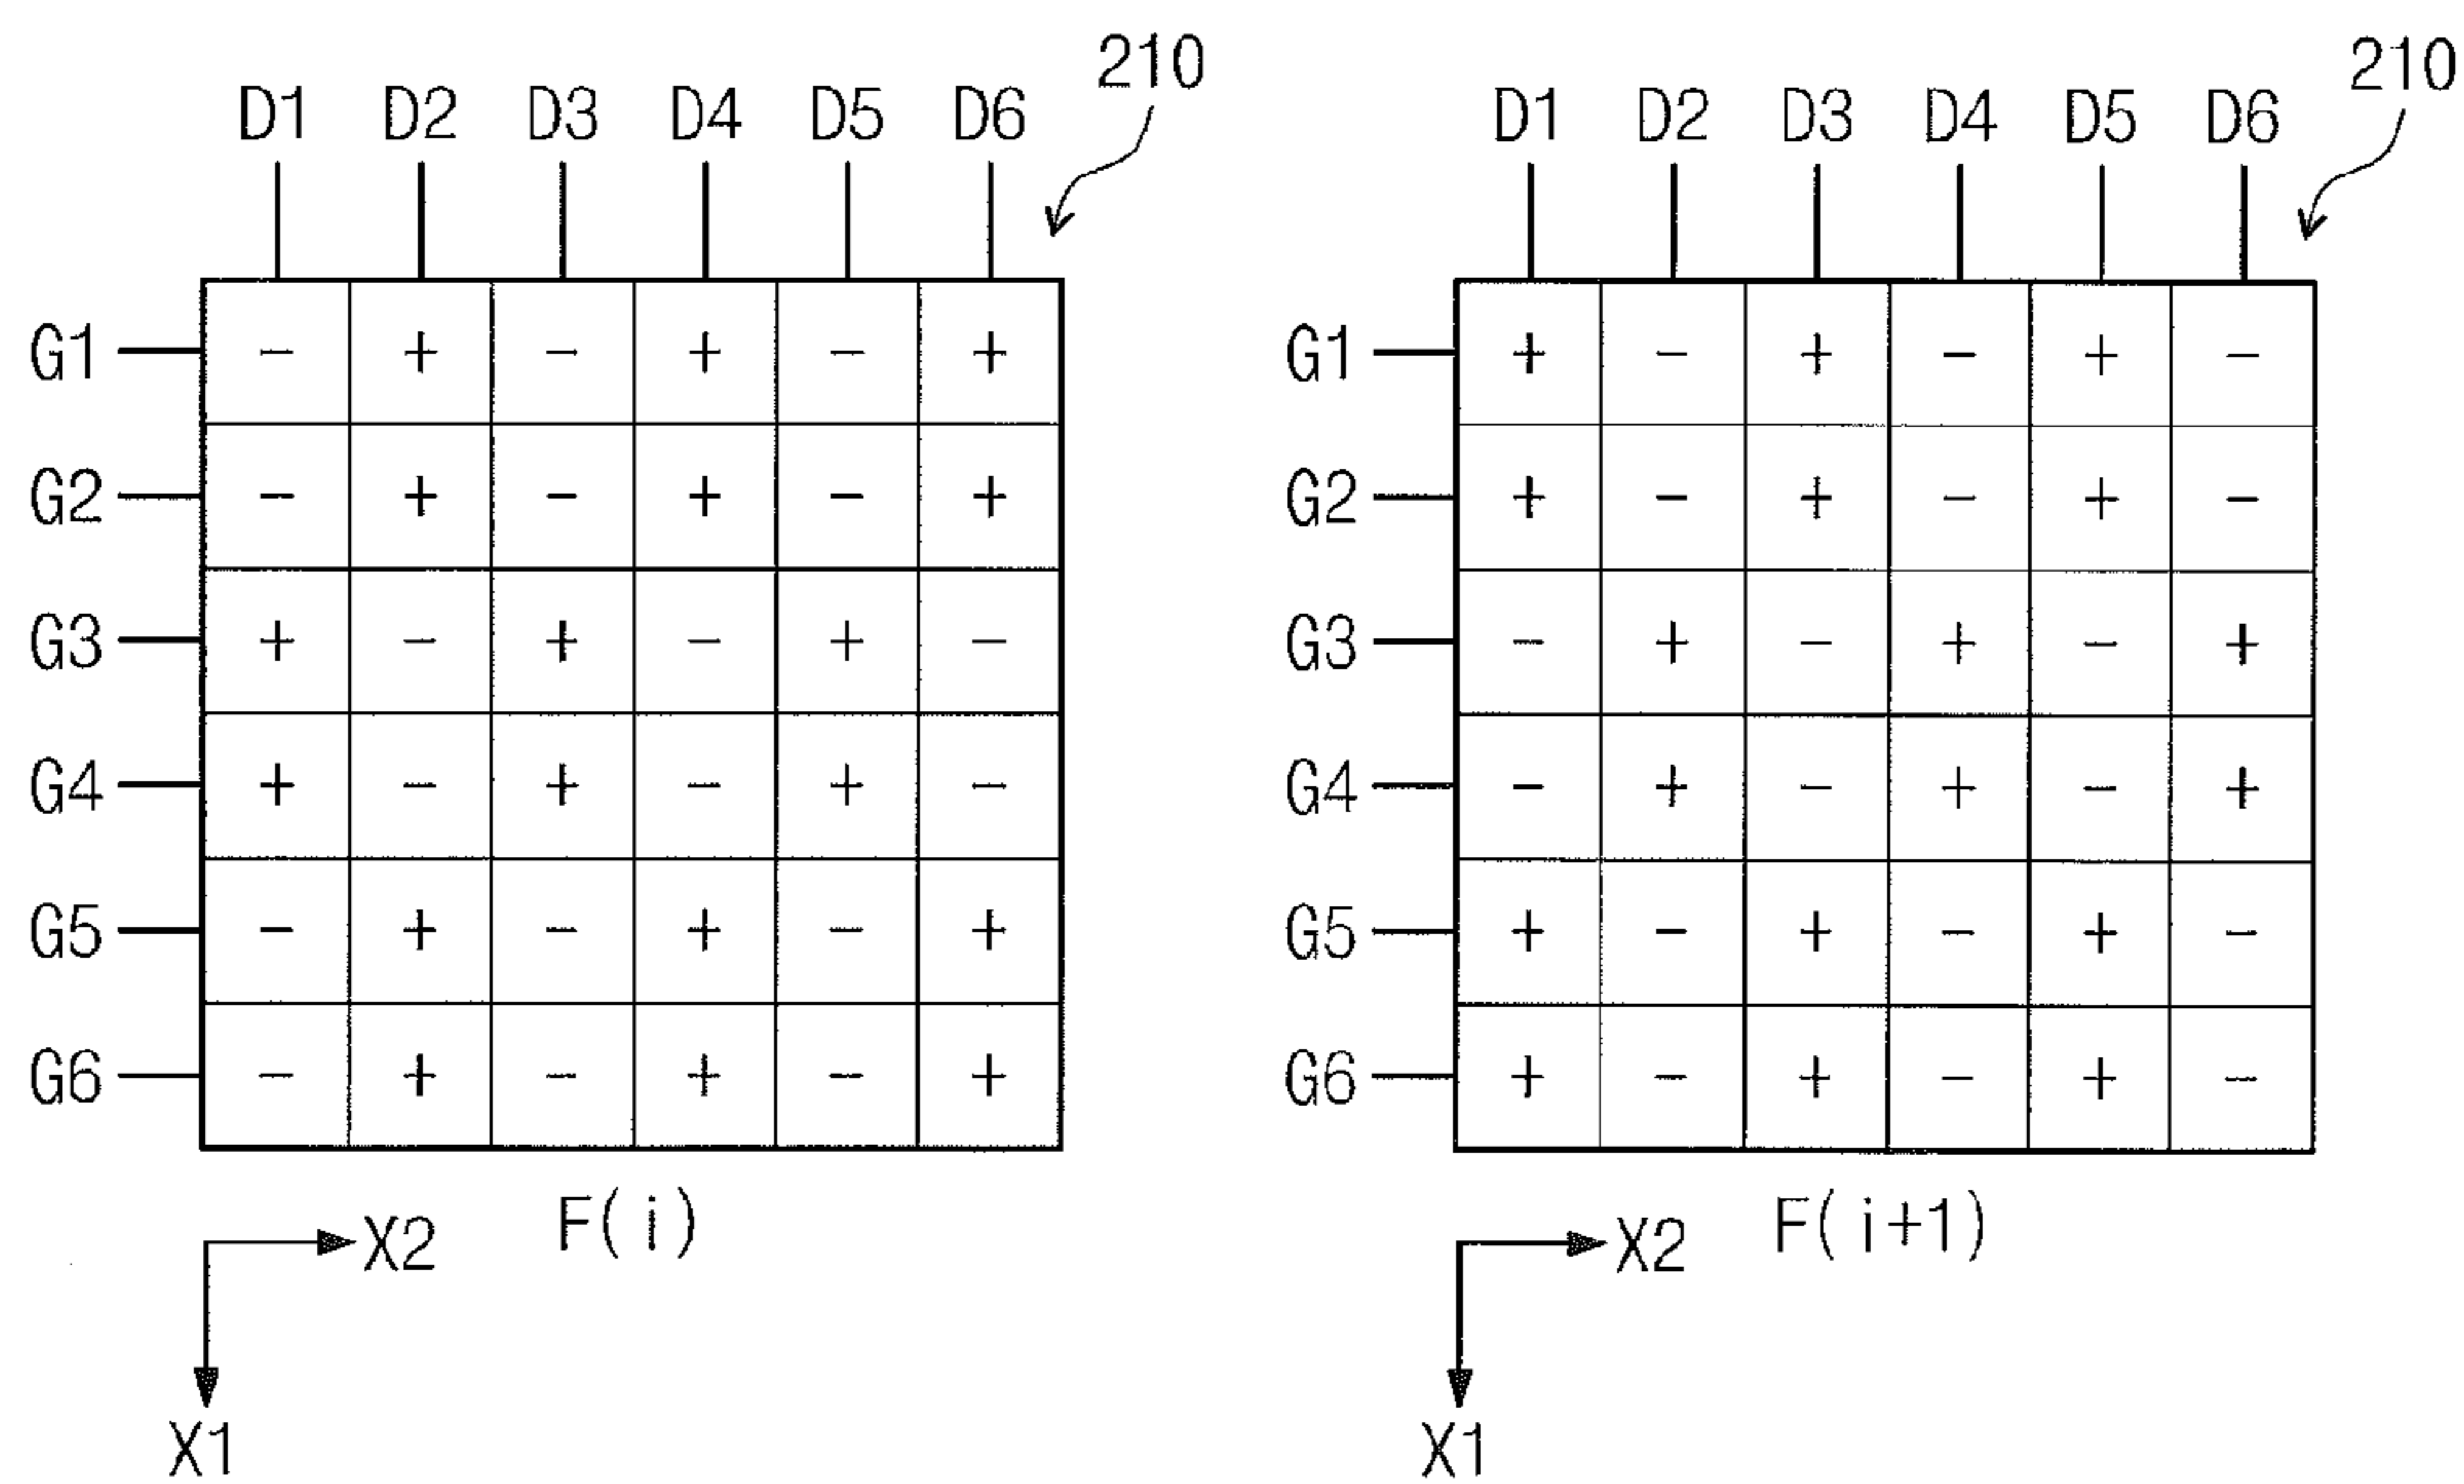 210
D1 D2 D3 D4 D5 D6
G1 − + − + − +
G2 − + − + − +
G3 + − + − + −
G4 + − + − + −
G5 − + − + − +
G6 − + − + − +
F(i)
X2
X1
210
D1 D2 D3 D4 D5 D6
G1 + − + − + −
G2 + − + − + −
G3 − + − + − +
G4 − + − + − +
G5 + − + − + −
G6 + − + − + −
F(i+1)
X2
X1